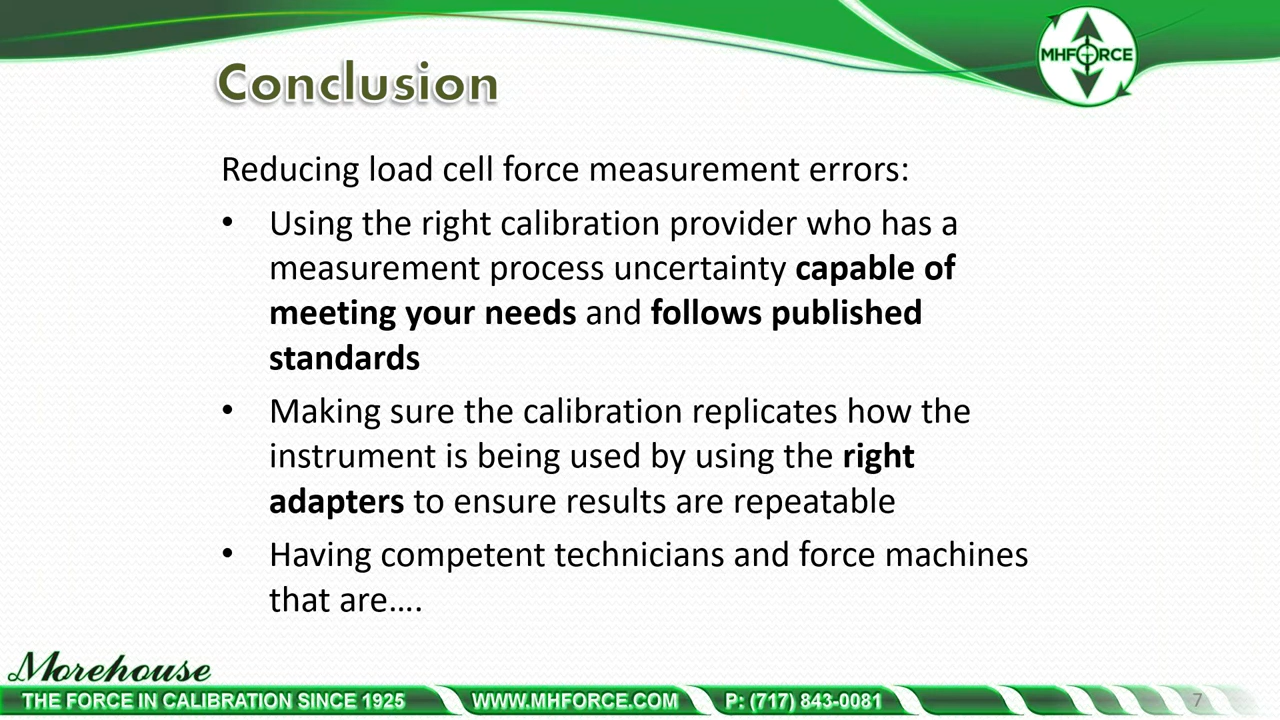 MHFORCE
Conclusion
Reducing load cell force measurement errors:
• Using the right calibration provider who has a
measurement process uncertainty capable of
meeting your needs and follows published
standards
• Making sure the calibration replicates how the
instrument is being used by using the right
adapters to ensure results are repeatable
• Having competent technicians and force machines
that are….
Morehouse
THE FORCE IN CALIBRATION SINCE 1925 WWW.MHFORCE.COM P: (717) 843-0081 7